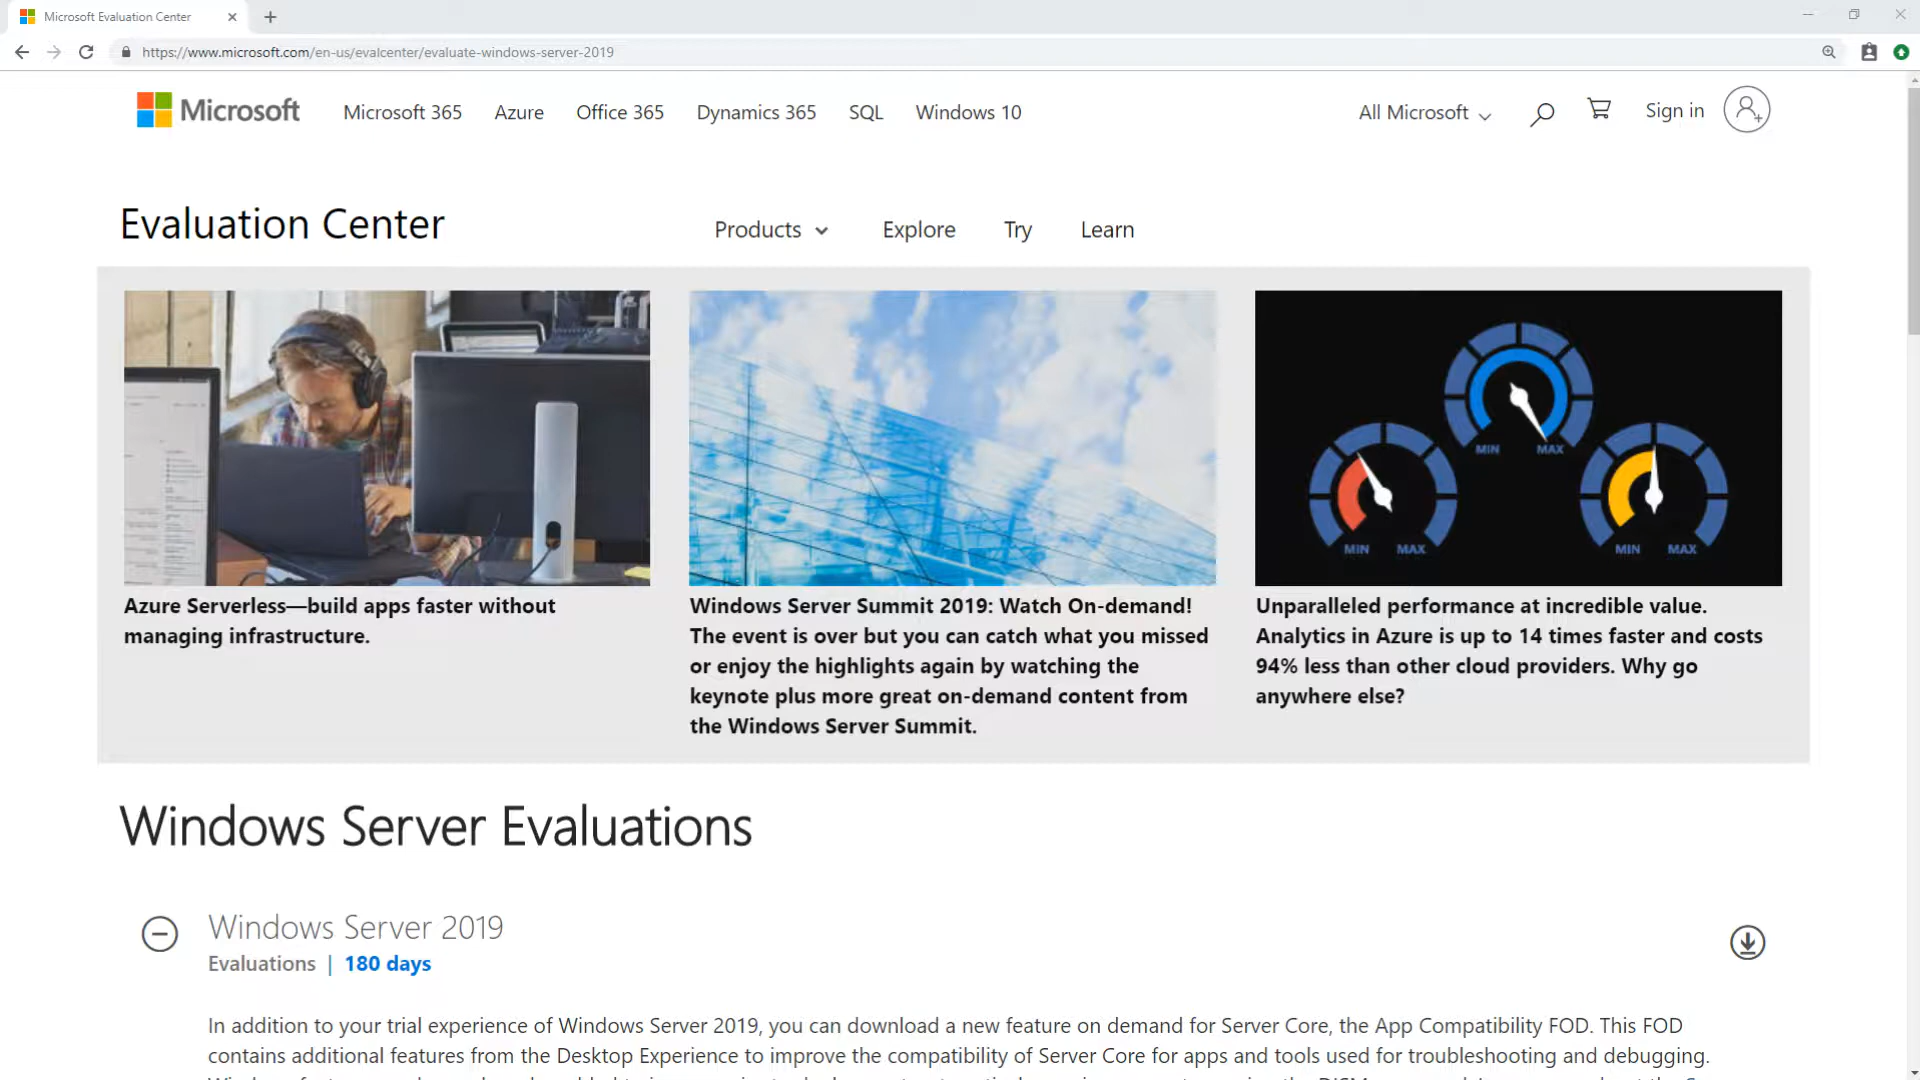 Microsoft Evaluation Center
https://www.microsoft.com/en-us/evalcenter/evaluate-windows-server-2019
Microsoft Microsoft 365 Azure Office 365 Dynamics 365 SQL Windows 10 All Microsoft Sign in
Evaluation Center Products Explore Try Learn
MIN MAX
MIN MAX
MIN MAX
Azure Serverless—build apps faster without
managing infrastructure.
Windows Server Summit 2019: Watch On-demand!
The event is over but you can catch what you missed
or enjoy the highlights again by watching the
keynote plus more great on-demand content from
the Windows Server Summit.
Unparalleled performance at incredible value.
Analytics in Azure is up to 14 times faster and costs
94% less than other cloud providers. Why go
anywhere else?
Windows Server Evaluations
Windows Server 2019
Evaluations | 180 days
In addition to your trial experience of Windows Server 2019, you can download a new feature on demand for Server Core, the App Compatibility FOD. This FOD
contains additional features from the Desktop Experience to improve the compatibility of Server Core for apps and tools used for troubleshooting and debugging.